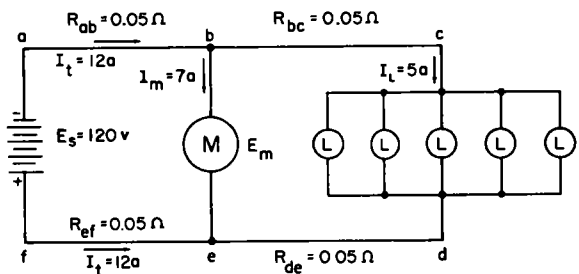 R_ab = 0.05 Ω R_bc = 0.05 Ω
a b c
I_t = 12a I_m = 7a I_L = 5a
-
E_s = 120 v M E_m L L L L L
+
R_ef = 0.05 Ω
f e d
I_t = 12a R_de = 0.05 Ω